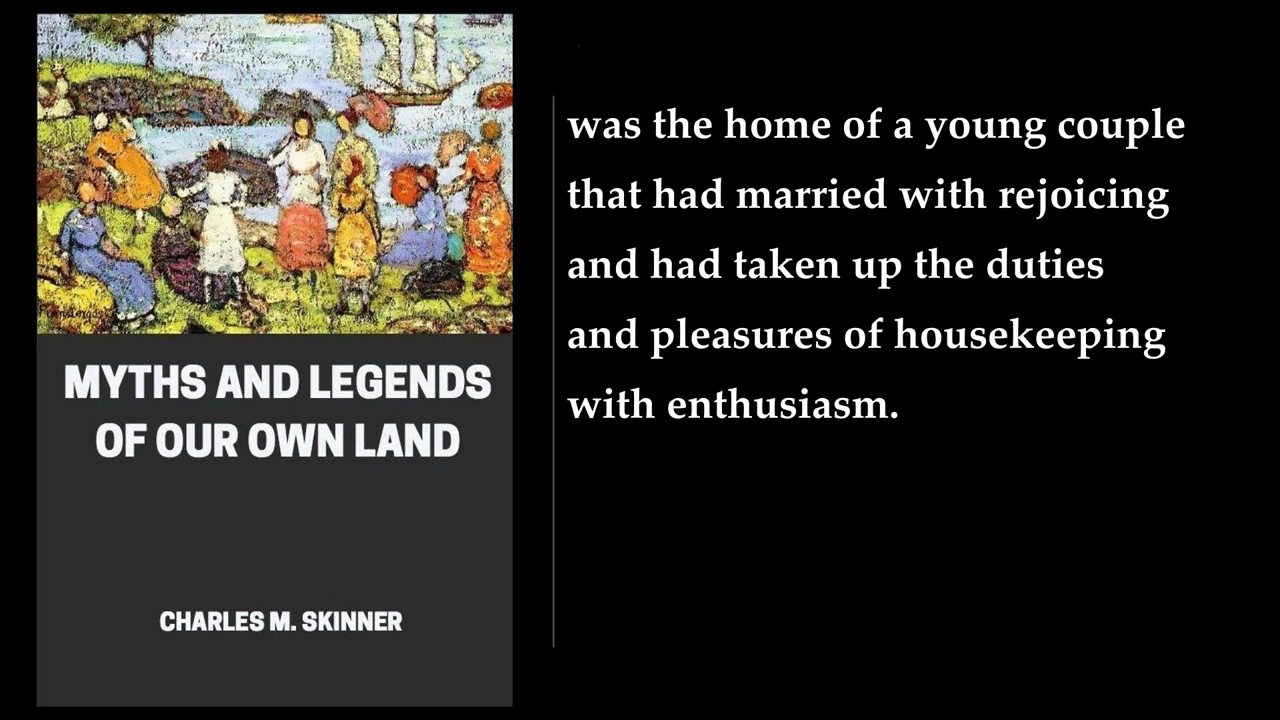 MYTHS AND LEGENDS
OF OUR OWN LAND
CHARLES M. SKINNER
was the home of a young couple
that had married with rejoicing
and had taken up the duties
and pleasures of housekeeping
with enthusiasm.